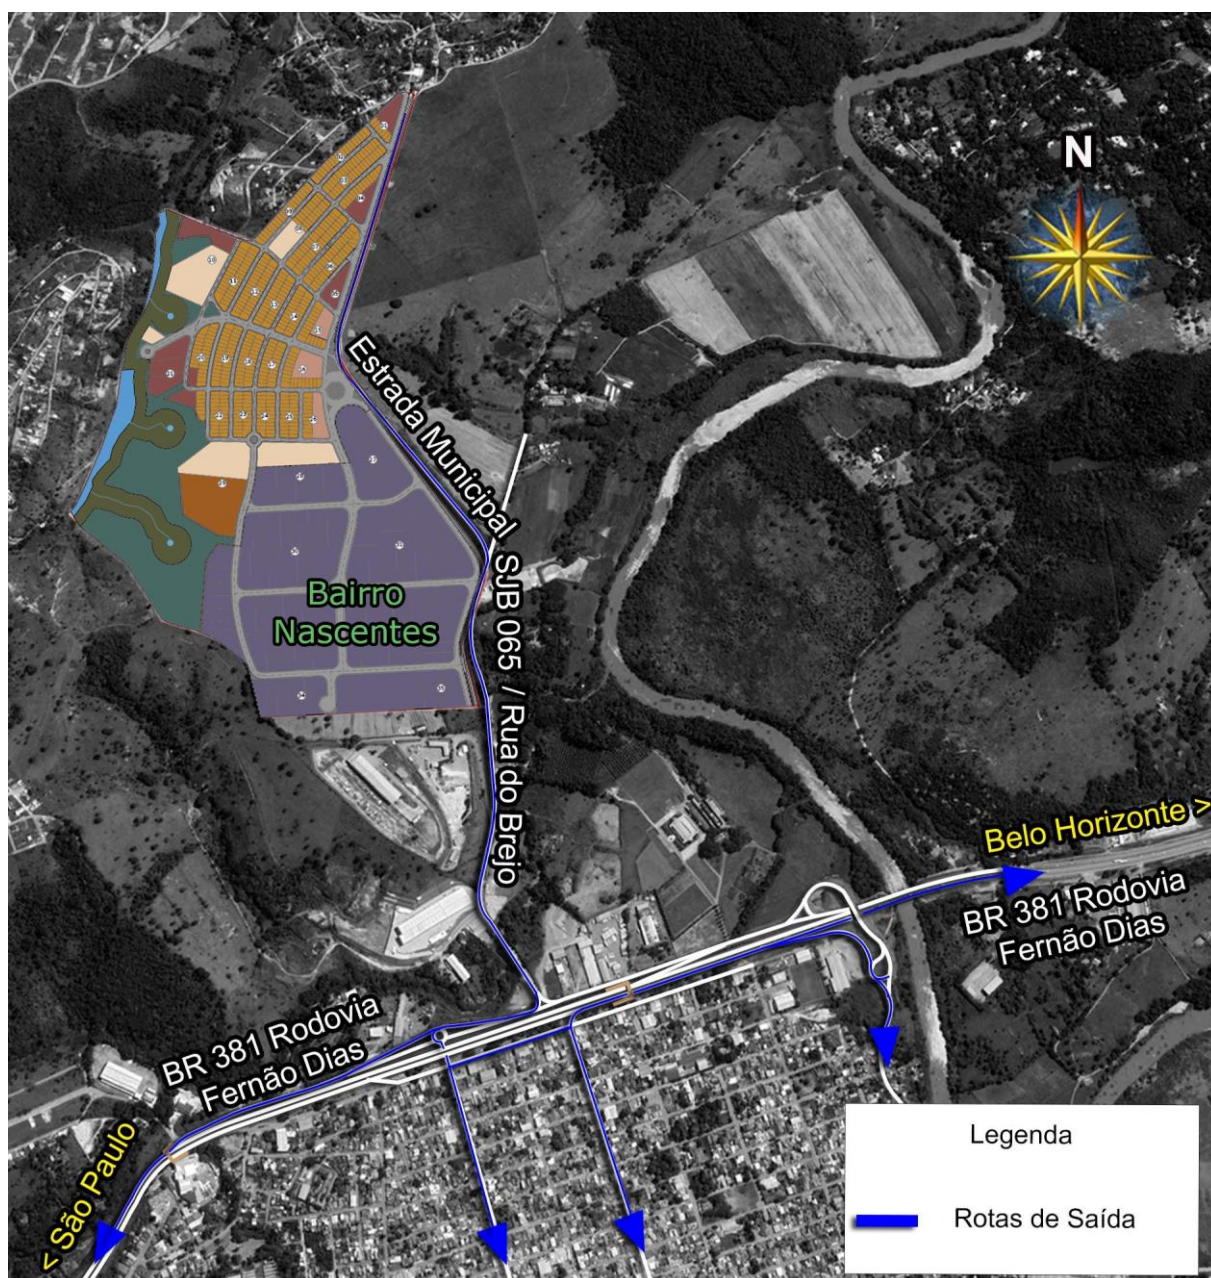 N
Estrada Municipal SJB 065 / Rua do Brejo
Bairro
Nascentes
Belo Horizonte >
BR 381 Rodovia
Fernão Dias
BR 381 Rodovia
Fernão Dias
< São Paulo
Legenda
Rotas de Saída